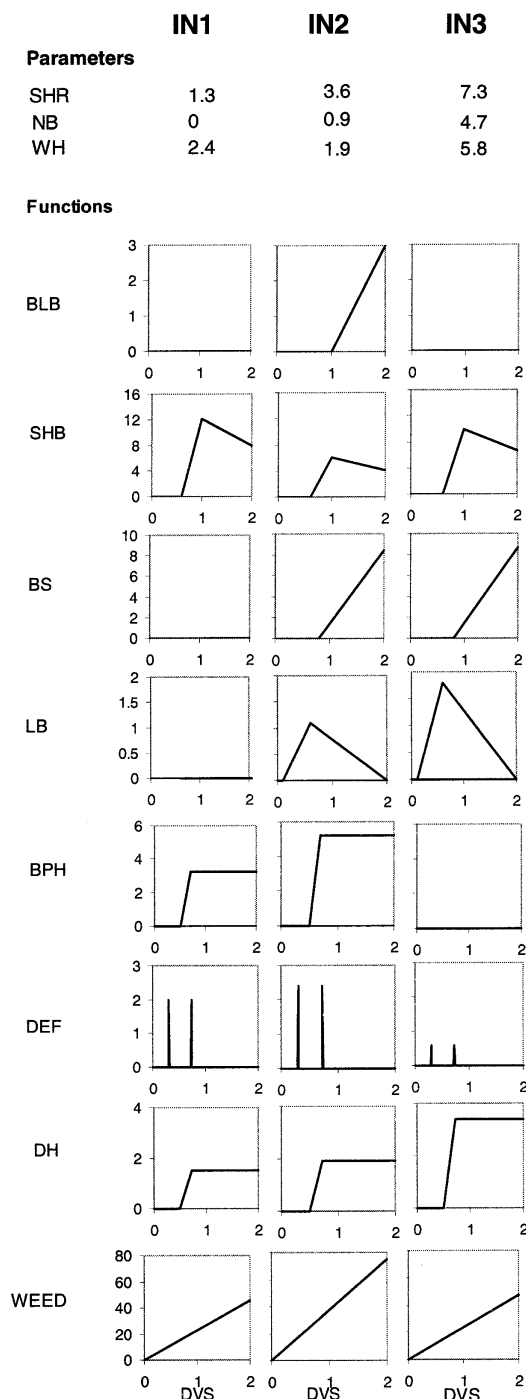 IN1 IN2 IN3
Parameters
SHR 1.3 3.6 7.3
NB 0 0.9 4.7
WH 2.4 1.9 5.8
Functions
BLB
3
2
1
0
0 1 2 0 1 2 0 1 2
SHB
16
12
8
4
0
0 1 2 0 1 2 0 1 2
BS
10
8
6
4
2
0
0 1 2 0 1 2 0 1 2
LB
2
1.5
1
0.5
0
0 1 2 0 1 2 0 1 2
BPH
6
4
2
0
0 1 2 0 1 2 0 1 2
DEF
3
2
1
0
0 1 2 0 1 2 0 1 2
DH
4
2
0
0 1 2 0 1 2 0 1 2
WEED
80
60
40
20
0
0 1 2 0 1 2 0 1 2
DVS DVS DVS